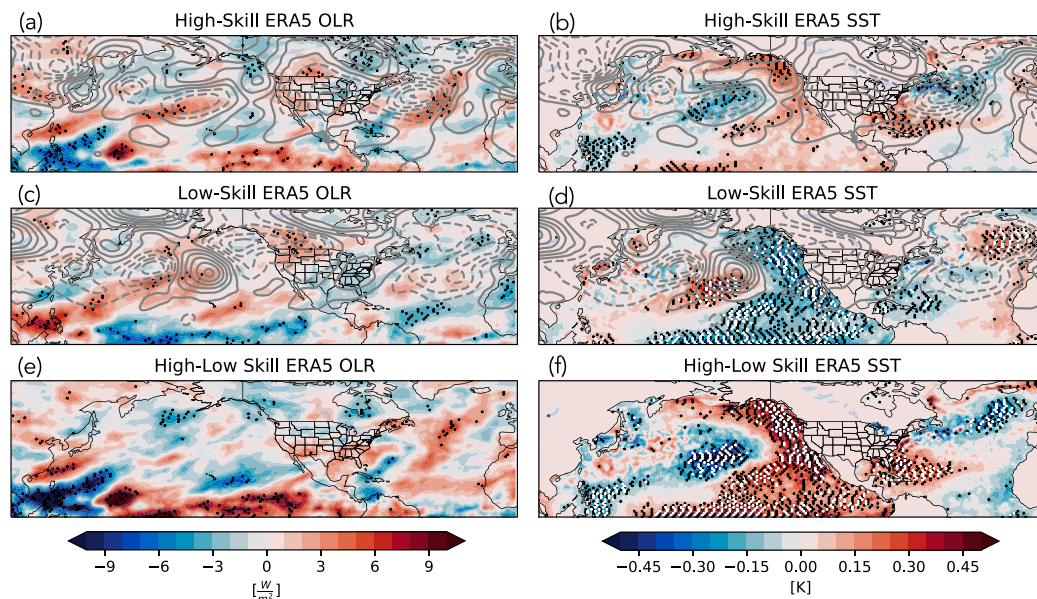 (a) High-Skill ERA5 OLR
(b) High-Skill ERA5 SST
(c) Low-Skill ERA5 OLR
(d) Low-Skill ERA5 SST
(e) High-Low Skill ERA5 OLR
(f) High-Low Skill ERA5 SST
−9 −6 −3 0 3 6 9
[W/m²]
−0.45 −0.30 −0.15 0.00 0.15 0.30 0.45
[K]